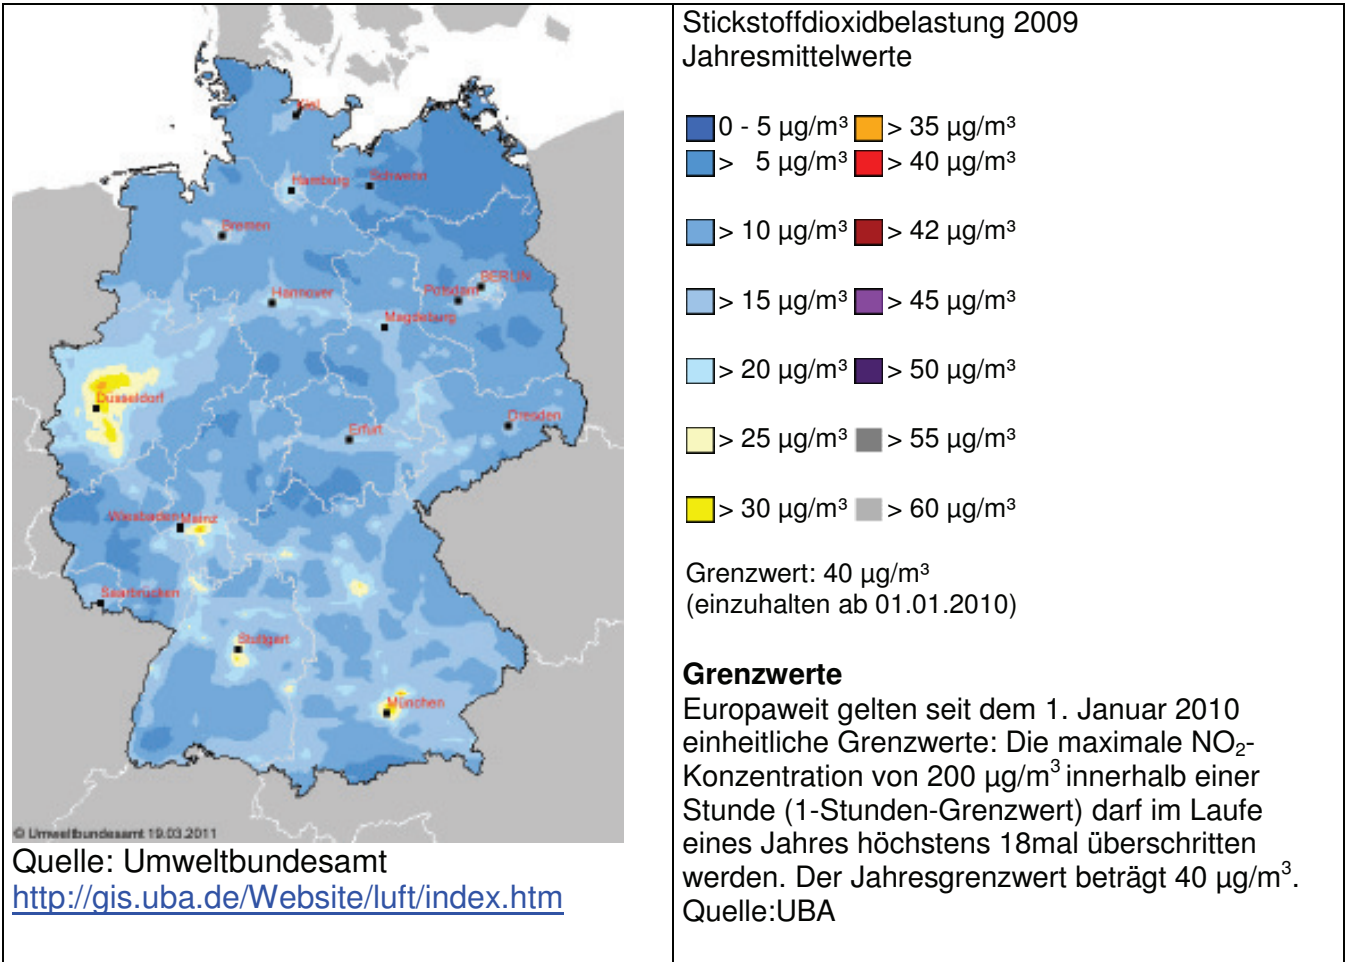 Kiel
Hamburg
Schwerin
Bremen
BERLIN
Potsdam
Hannover
Magdeburg
Düsseldorf
Dresden
Erfurt
Wiesbaden Mainz
Saarbrücken
Stuttgart
München
© Umweltbundesamt 19.03.2011
Quelle: Umweltbundesamt
http://gis.uba.de/Website/luft/index.htm
Stickstoffdioxidbelastung 2009
Jahresmittelwerte
0 - 5 µg/m³ > 35 µg/m³
> 5 µg/m³ > 40 µg/m³
> 10 µg/m³ > 42 µg/m³
> 15 µg/m³ > 45 µg/m³
> 20 µg/m³ > 50 µg/m³
> 25 µg/m³ > 55 µg/m³
> 30 µg/m³ > 60 µg/m³
Grenzwert: 40 µg/m³
(einzuhalten ab 01.01.2010)
Grenzwerte
Europaweit gelten seit dem 1. Januar 2010
einheitliche Grenzwerte: Die maximale NO₂-
Konzentration von 200 µg/m³ innerhalb einer
Stunde (1-Stunden-Grenzwert) darf im Laufe
eines Jahres höchstens 18mal überschritten
werden. Der Jahresgrenzwert beträgt 40 µg/m³.
Quelle:UBA